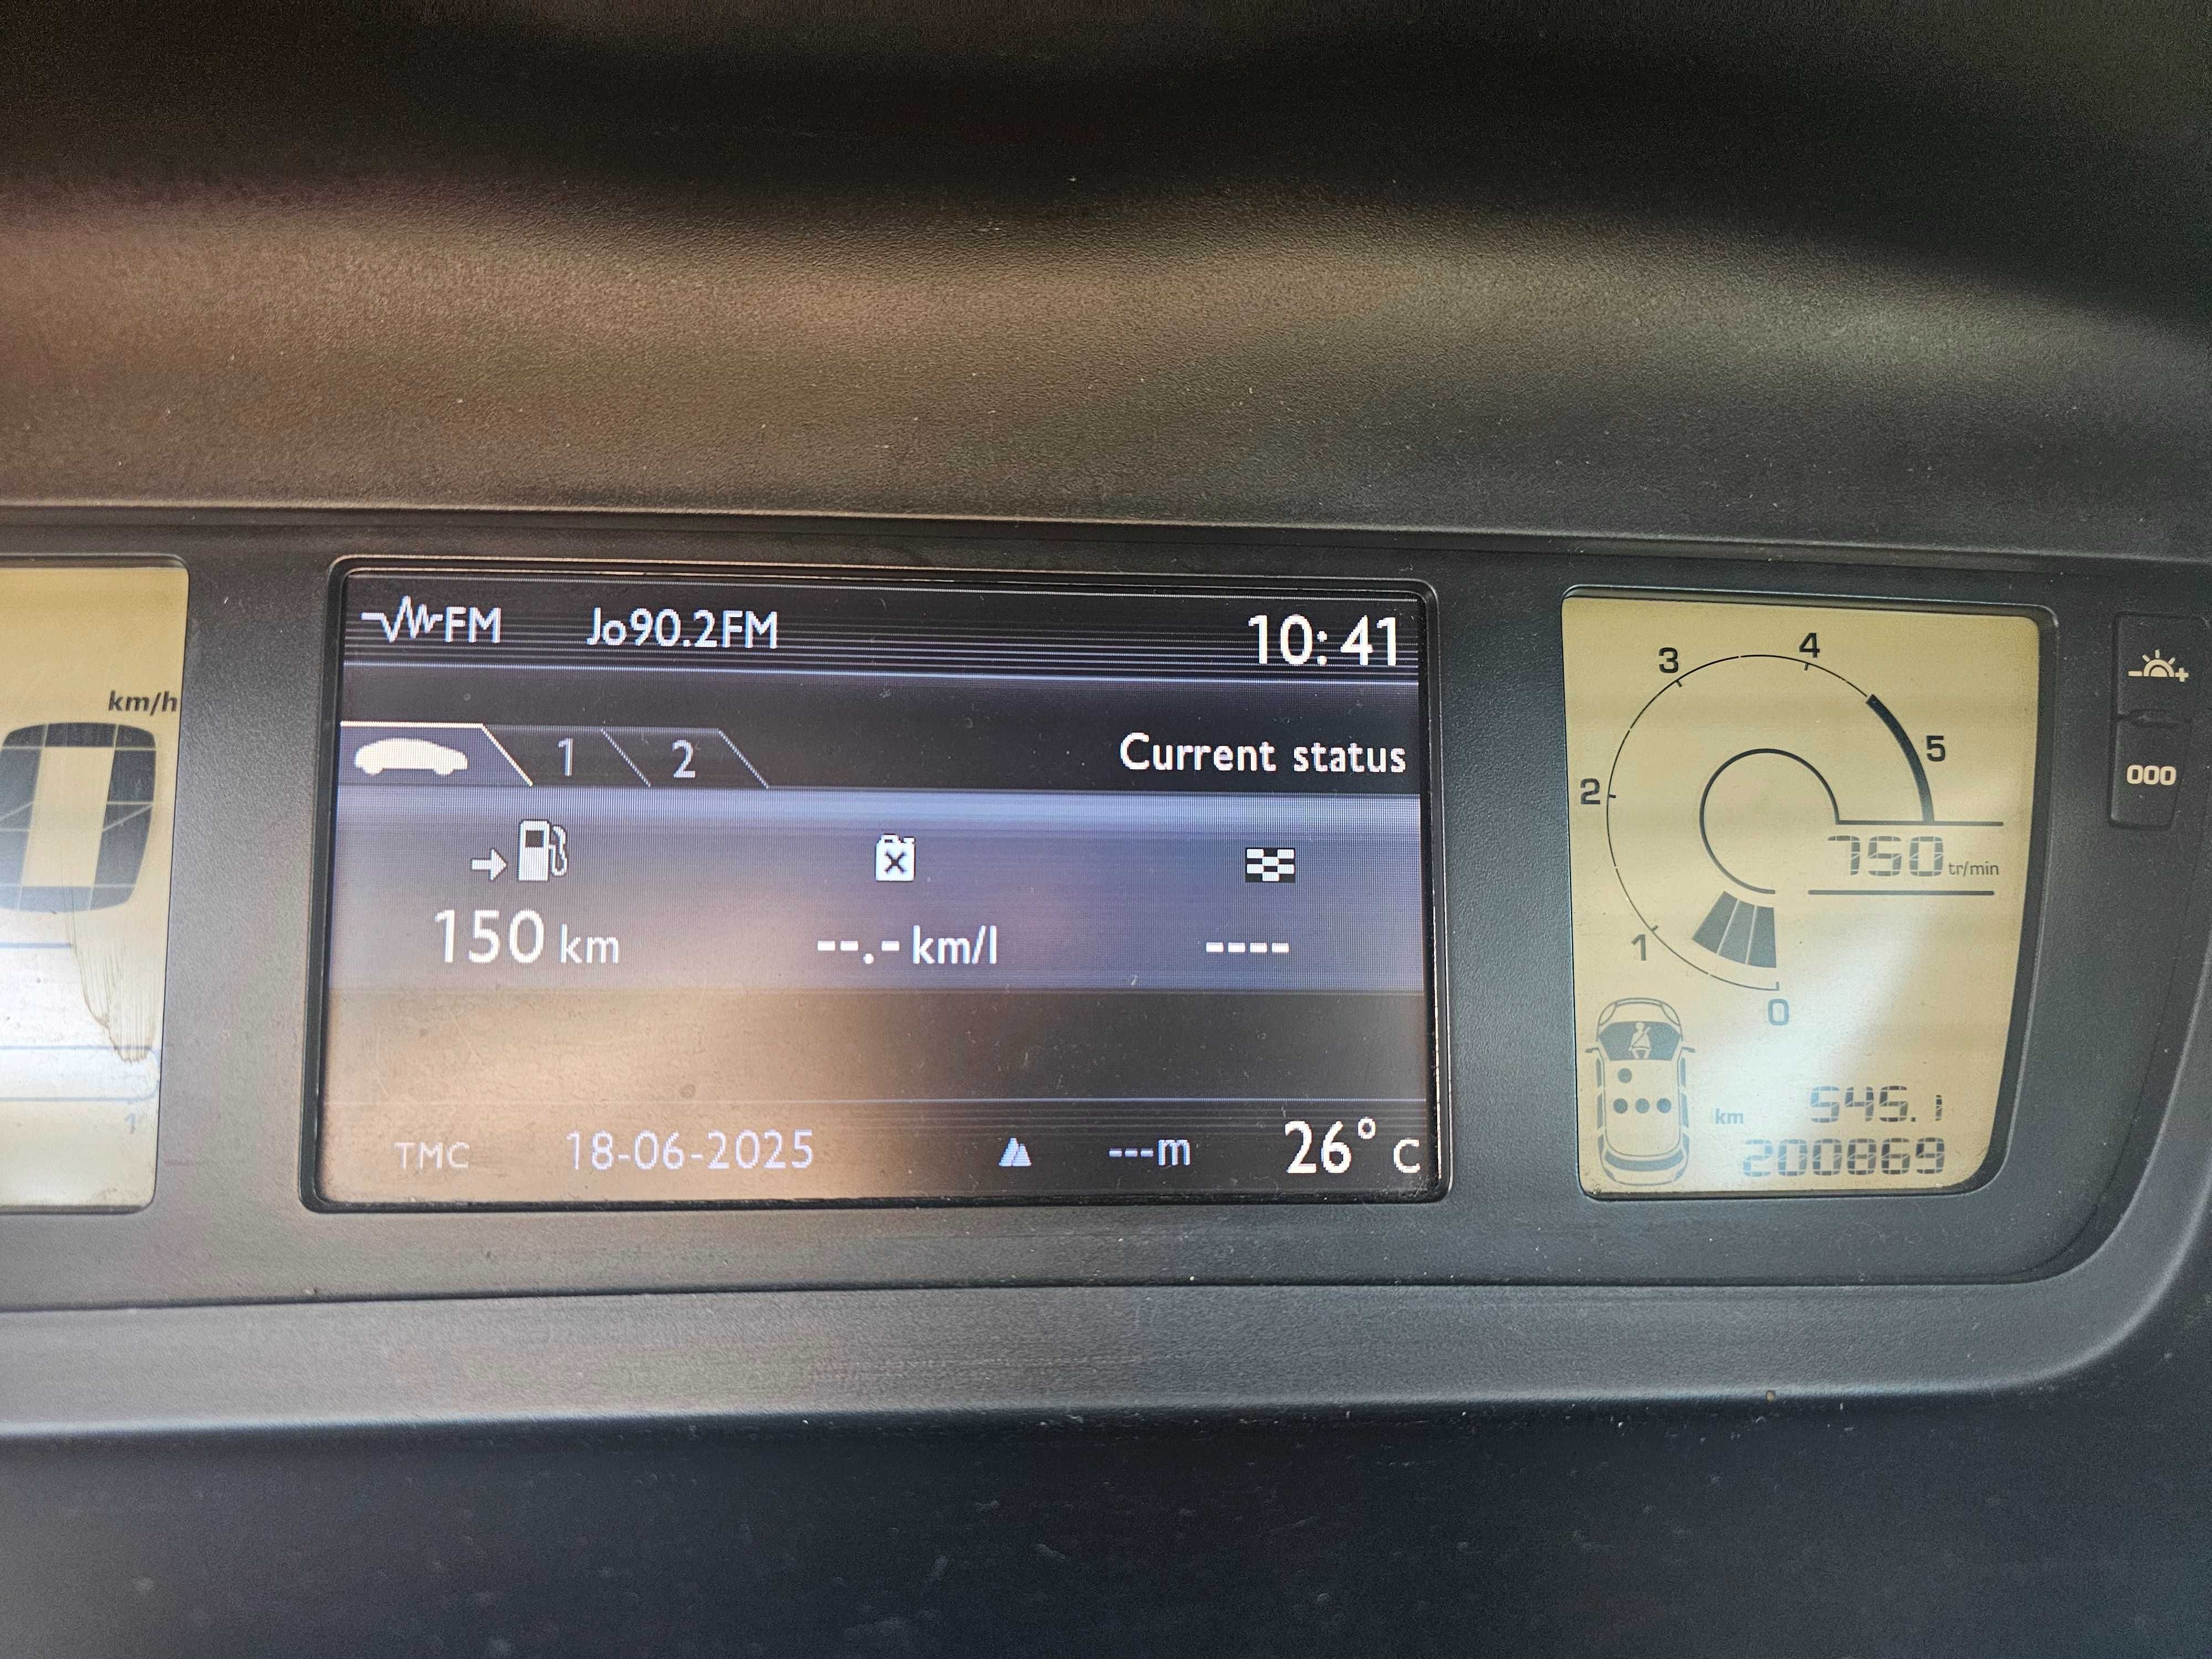 km/h
1
FM Jo90.2FM 10:41
1 2 Current status
150 km --.- km/l ----
TMC 18-06-2025 ---m 26° C
3 4
2 5
750 tr/min
1
0
km 545.1
200869
000